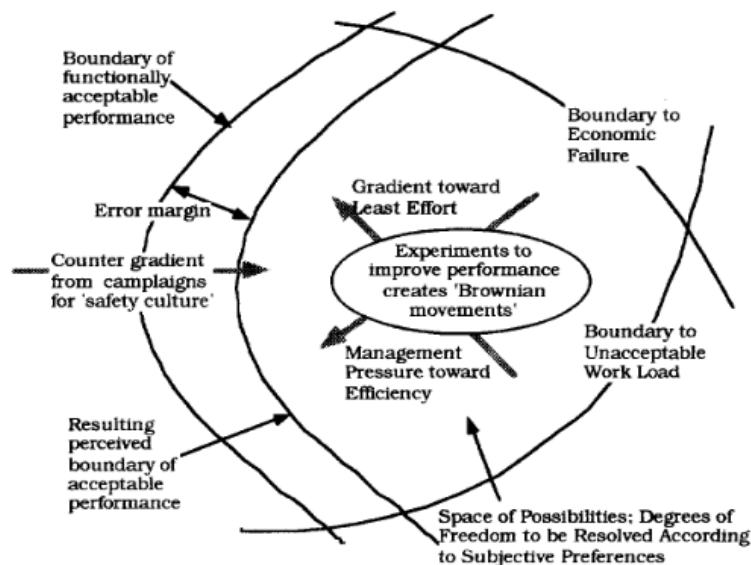 Boundary of
functionally
acceptable
performance
Boundary to
Economic
Failure
Error margin
Gradient toward
Least Effort
Counter gradient
from camplaigns
for 'safety culture'
Experiments to
improve performance
creates 'Brownian
movements'
Management
Pressure toward
Efficiency
Boundary to
Unacceptable
Work Load
Resulting
perceived
boundary of
acceptable
performance
Space of Possibilities; Degrees of
Freedom to be Resolved According
to Subjective Preferences